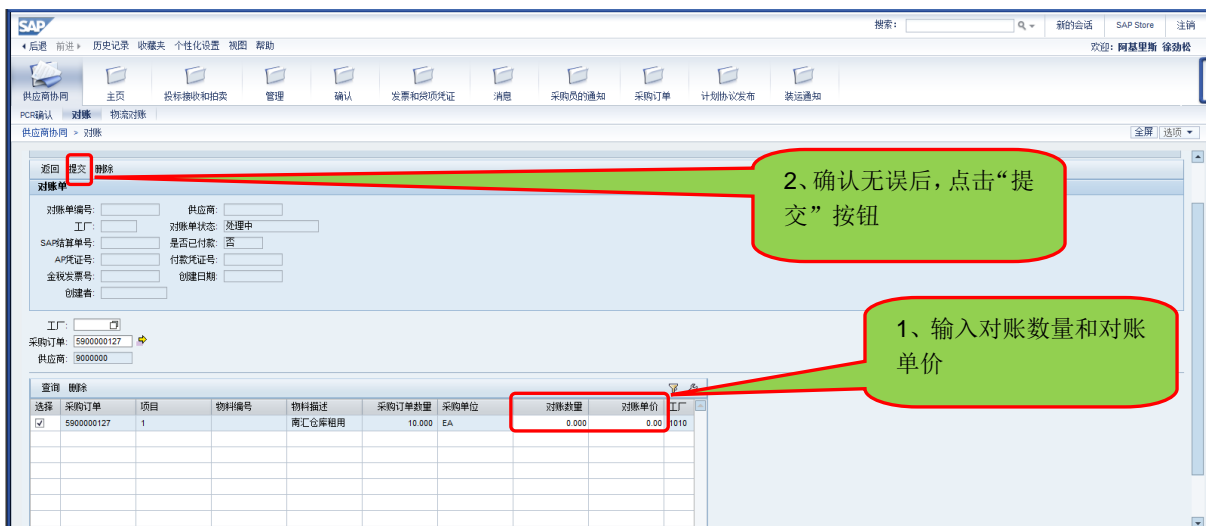 SAP 搜索: 新的会话 SAP Store 注销
后退 前进 历史记录 收藏夹 个性化设置 视图 帮助 欢迎: 阿基里斯 徐劲松
供应商协同 主页 投标接收和拍卖 管理 确认 发票和贷项凭证 消息 采购员的通知 采购订单 计划协议发布 装运通知
PCR确认 对账 物流对账
供应商协同 > 对账 全屏 选项
返回 提交 删除
对账单
对账单编号: 供应商:
工厂: 对账单状态: 处理中
SAP结算单号: 是否已付款: 否
AP凭证号: 付款凭证号:
金税发票号: 创建日期:
创建者:
2、确认无误后，点击“提
交”按钮
工厂:
采购订单: 5900000127
供应商: 9000000
1、输入对账数量和对账
单价
查询 删除
选择 采购订单 项目 物料编号 物料描述 采购订单数量 采购单位 对账数量 对账单价 工厂
5900000127 1 南汇仓库租用 10.000 EA 0.000 0.00 1010